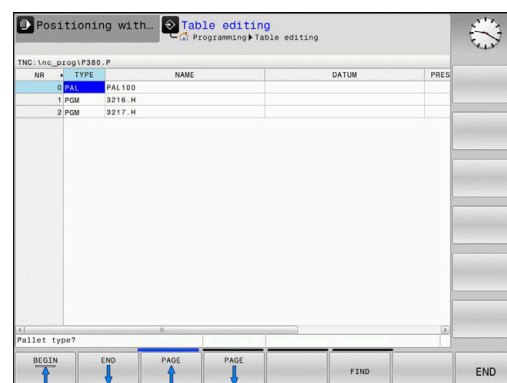 Positioning with… Table editing
Programming Table editing
TNC:\nc_prog\P380.P
NR TYPE NAME DATUM PRES
0 PAL PAL100
1 PGM 3216.H
2 PGM 3217.H
Pallet type?
BEGIN END PAGE PAGE FIND END